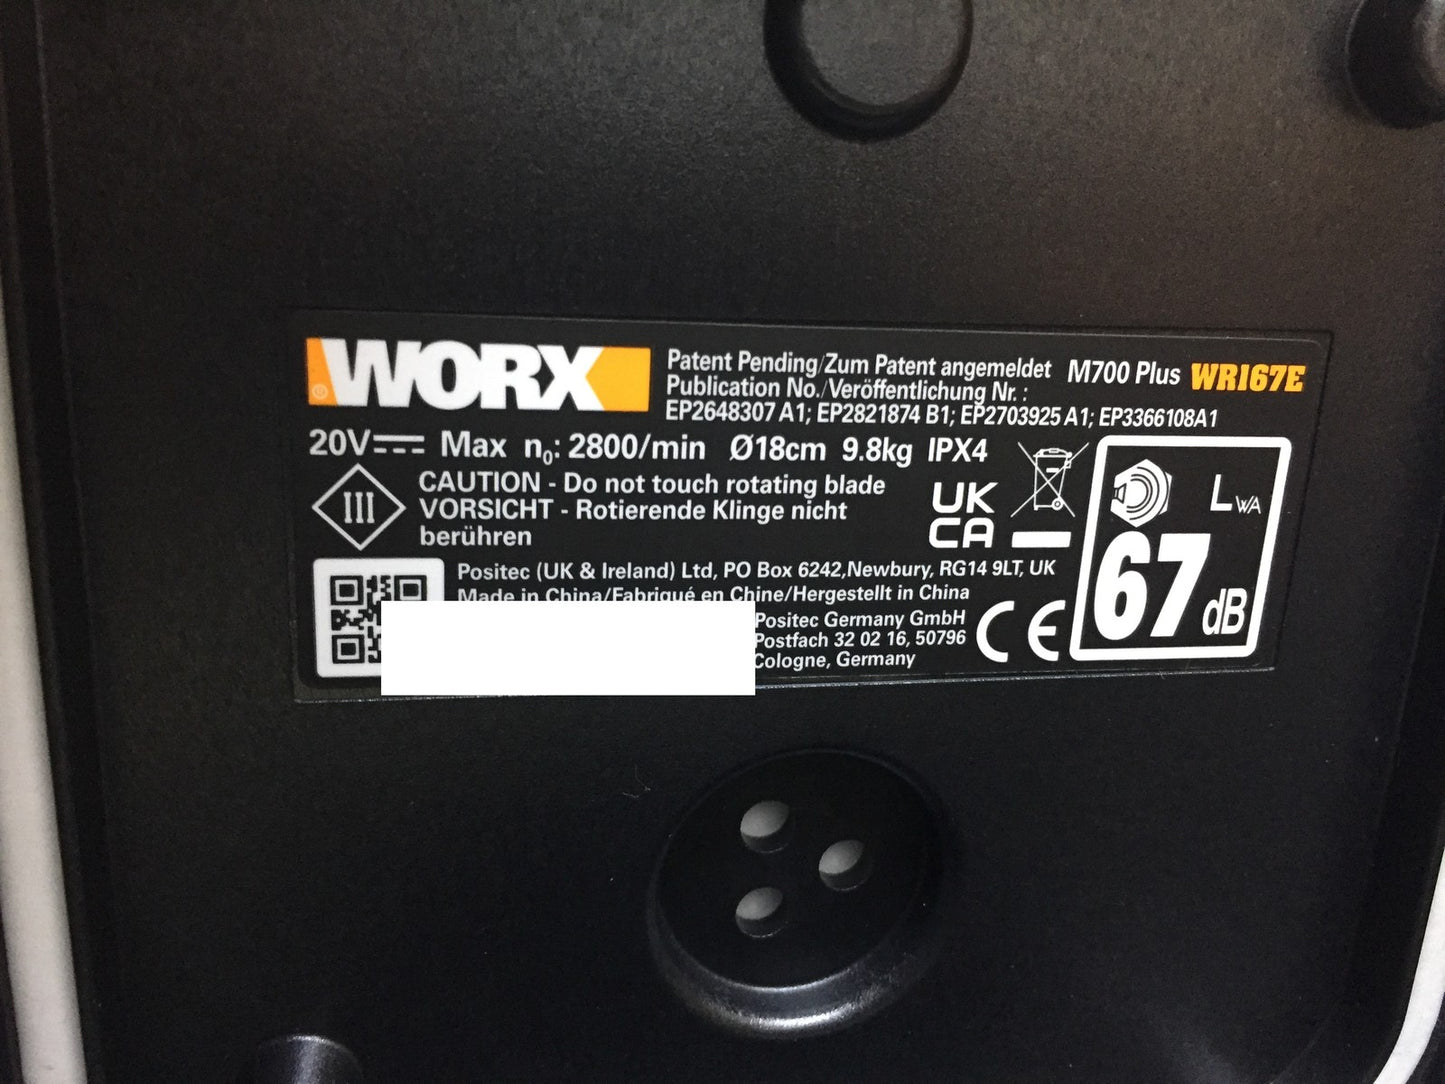 WORX
Patent Pending/Zum Patent angemeldet M700 Plus WR167E
Publication No./Veröffentlichung Nr.:
EP2648307 A1; EP2821874 B1; EP2703925 A1; EP3366108A1
20V Max n0: 2800/min Ø18cm 9.8kg IPX4
III
CAUTION - Do not touch rotating blade
VORSICHT - Rotierende Klinge nicht
berühren
UK
CA
LWA
67 dB
Positec (UK & Ireland) Ltd, PO Box 6242,Newbury, RG14 9LT, UK
Made in China/Fabriqué en Chine/Hergestellt in China
Positec Germany GmbH
Postfach 32 02 16, 50796
Cologne, Germany
CE